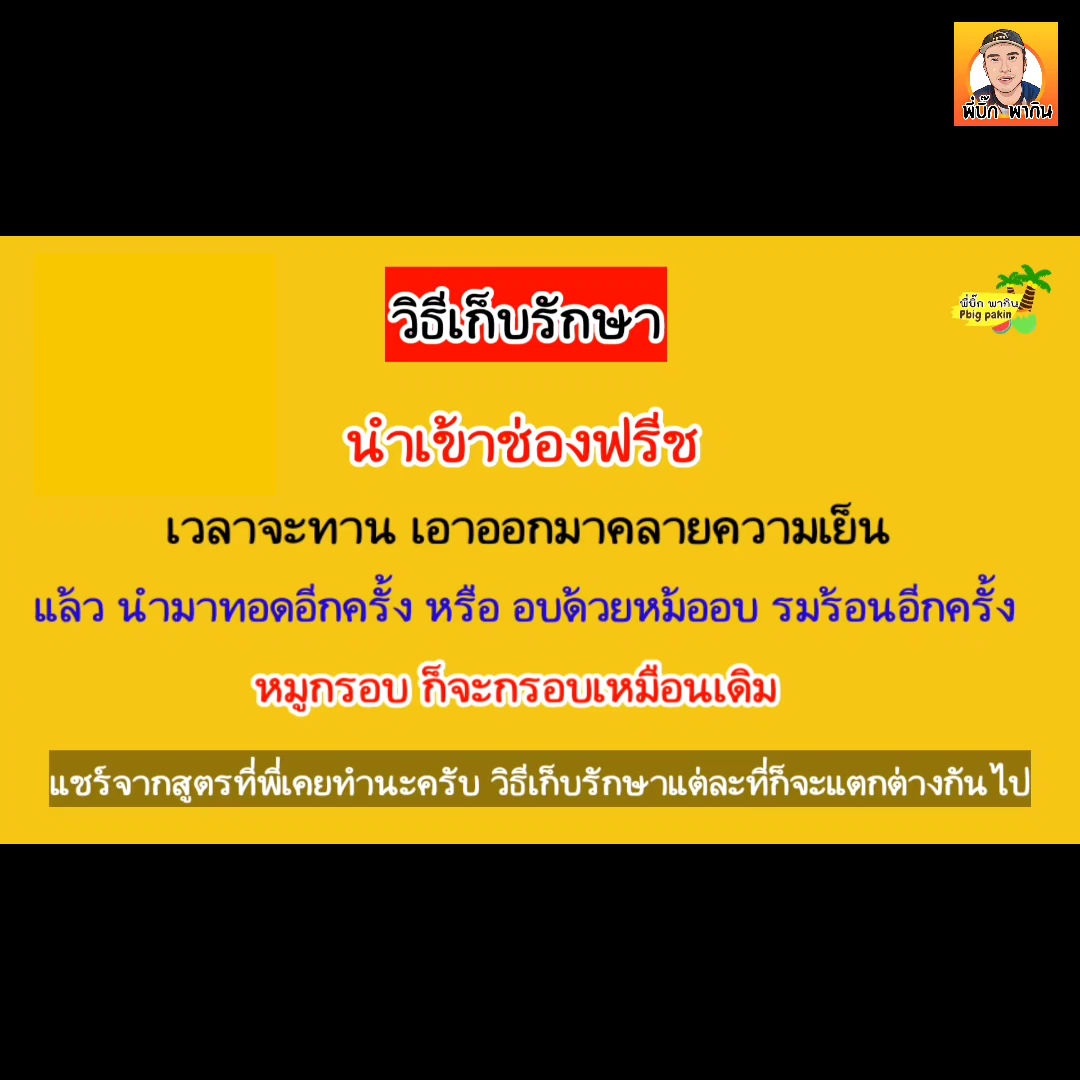 พี่บิ๊ก พากิน
วิธีเก็บรักษา
พี่บิ๊ก พากิน
Pbig pakin
นำเข้าช่องฟรีช
เวลาจะทาน เอาออกมาคลายความเย็น
แล้ว นำมาทอดอีกครั้ง หรือ อบด้วยหม้ออบ รมร้อนอีกครั้ง
หมูกรอบ ก็จะกรอบเหมือนเดิม
แชร์จากสูตรที่พี่เคยทำนะครับ วิธีเก็บรักษาแต่ละที่ก็จะแตกต่างกันไป